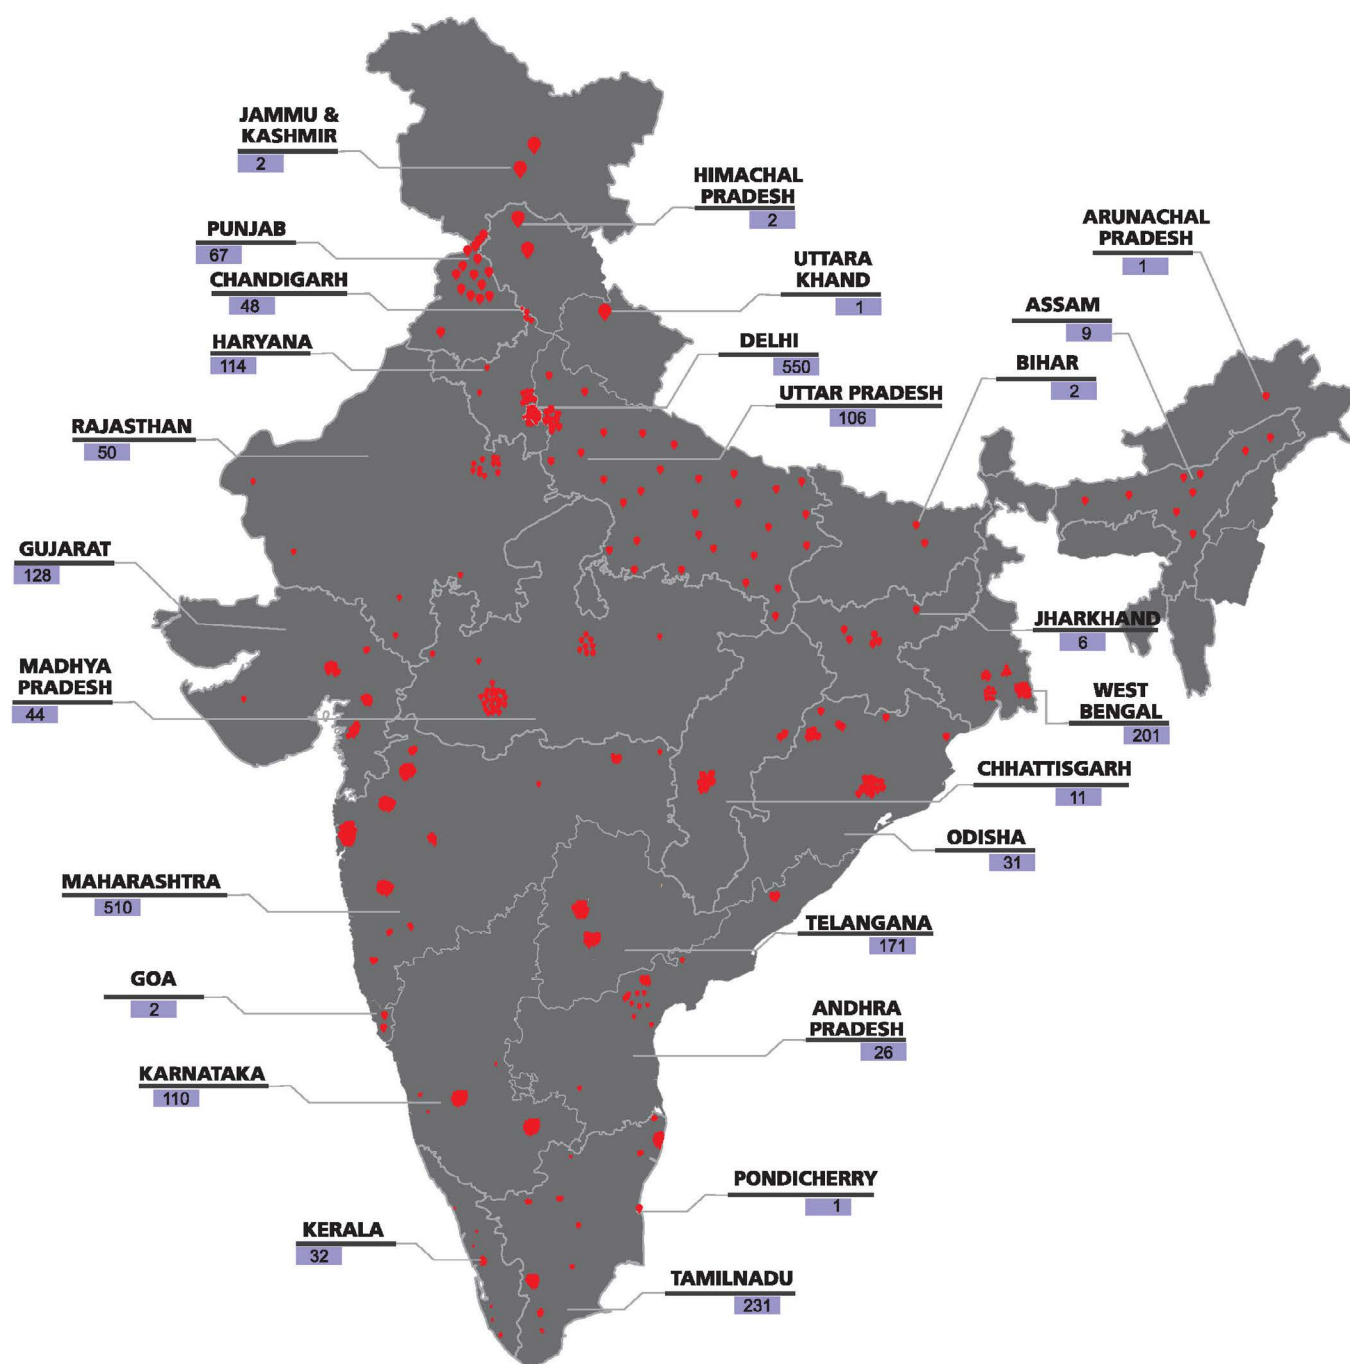 JAMMU &
KASHMIR
2
HIMACHAL
PRADESH
2
PUNJAB
67
ARUNACHAL
PRADESH
1
CHANDIGARH
48
UTTARA
KHAND
1
ASSAM
9
HARYANA
114
DELHI
550
BIHAR
2
UTTAR PRADESH
106
RAJASTHAN
50
GUJARAT
128
JHARKHAND
6
MADHYA
PRADESH
44
WEST
BENGAL
201
CHHATTISGARH
11
ODISHA
31
MAHARASHTRA
510
TELANGANA
171
GOA
2
ANDHRA
PRADESH
26
KARNATAKA
110
PONDICHERRY
1
KERALA
32
TAMILNADU
231